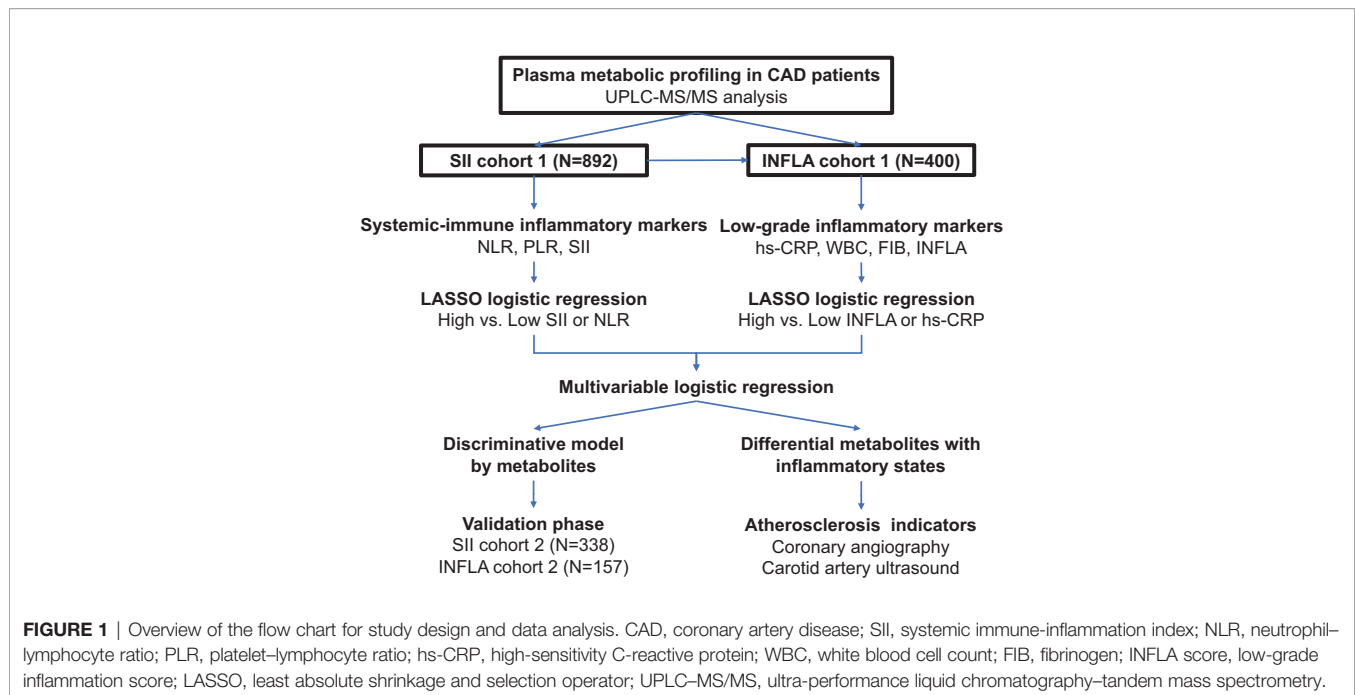 Plasma metabolic profiling in CAD patients
UPLC-MS/MS analysis
SII cohort 1 (N=892)
INFLA cohort 1 (N=400)
Systemic-immune inflammatory markers
NLR, PLR, SII
Low-grade inflammatory markers
hs-CRP, WBC, FIB, INFLA
LASSO logistic regression
High vs. Low SII or NLR
LASSO logistic regression
High vs. Low INFLA or hs-CRP
Multivariable logistic regression
Discriminative model
by metabolites
Differential metabolites with
inflammatory states
Validation phase
SII cohort 2 (N=338)
INFLA cohort 2 (N=157)
Atherosclerosis indicators
Coronary angiography
Carotid artery ultrasound
FIGURE 1 | Overview of the flow chart for study design and data analysis. CAD, coronary artery disease; SII, systemic immune-inflammation index; NLR, neutrophil–
lymphocyte ratio; PLR, platelet–lymphocyte ratio; hs-CRP, high-sensitivity C-reactive protein; WBC, white blood cell count; FIB, fibrinogen; INFLA score, low-grade
inflammation score; LASSO, least absolute shrinkage and selection operator; UPLC–MS/MS, ultra-performance liquid chromatography–tandem mass spectrometry.